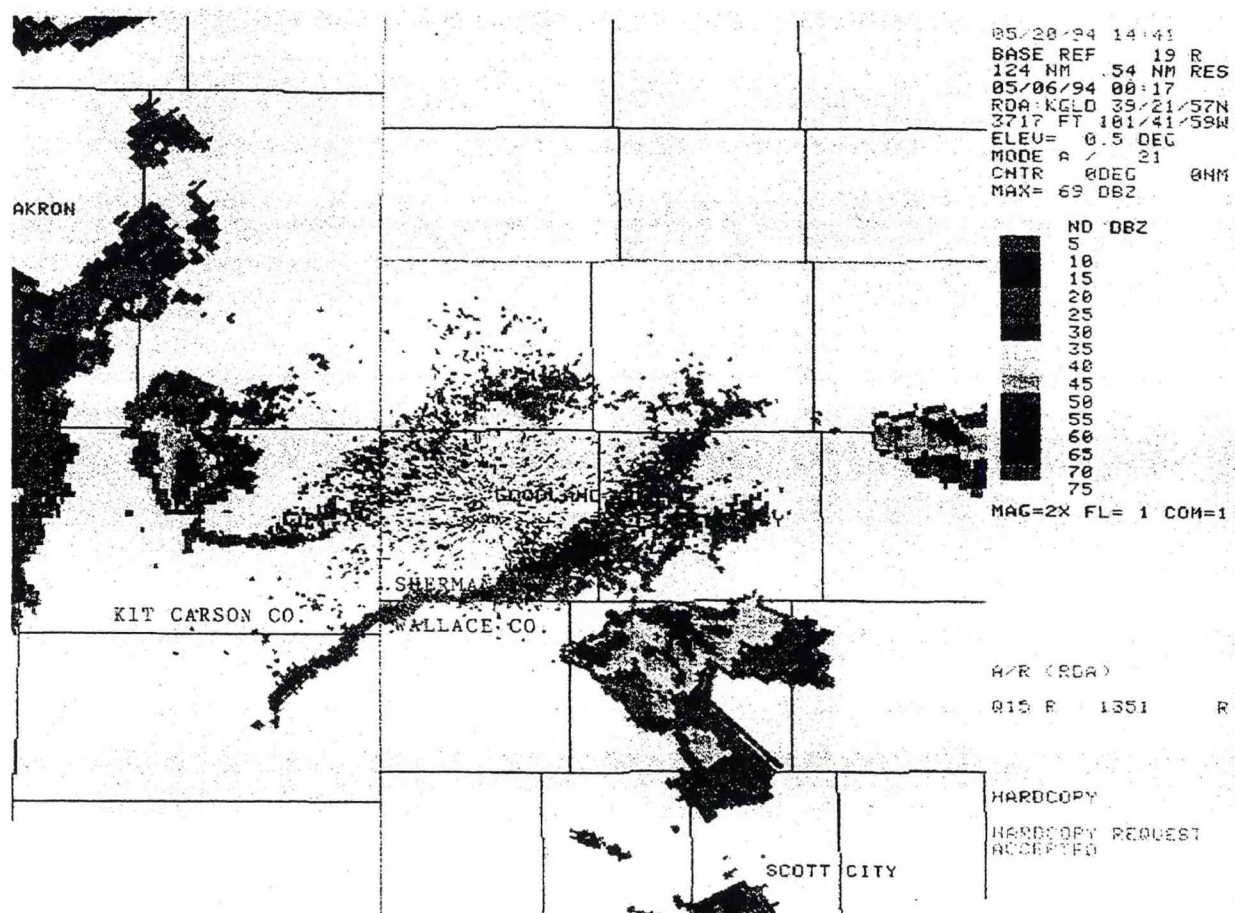 05/20/94 14:41
BASE REF 19 R
124 NM .54 NM RES
05/06/94 00:17
RDA:KGLD 39/21/57N
3717 FT 101/41/59W
ELEV= 0.5 DEG
MODE A / 21
CNTR 0DEG 0NM
MAX= 69 DBZ
ND DBZ
5
10
15
20
25
30
35
40
45
50
55
60
65
70
75
MAG=2X FL= 1 COM=1
A/R (RDA)
Q15 R 1351 R
HARDCOPY
HARDCOPY REQUEST
ACCEPTED
AKRON
GOODLAND
SHERMAN
KIT CARSON CO.
WALLACE CO.
SCOTT CITY